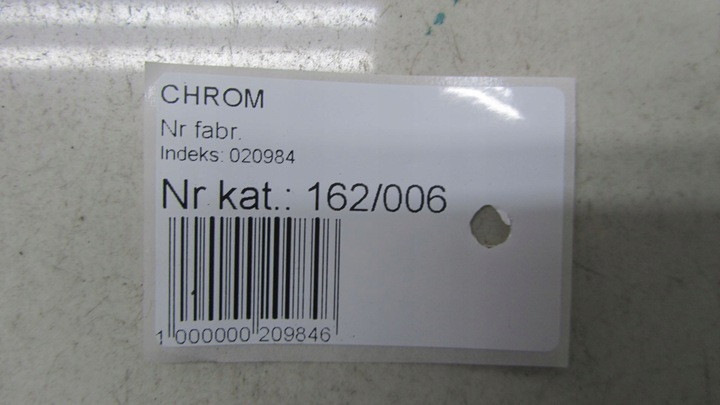 CHROM
Nr fabr.
Indeks: 020984
Nr kat.: 162/006
1 000000 209846